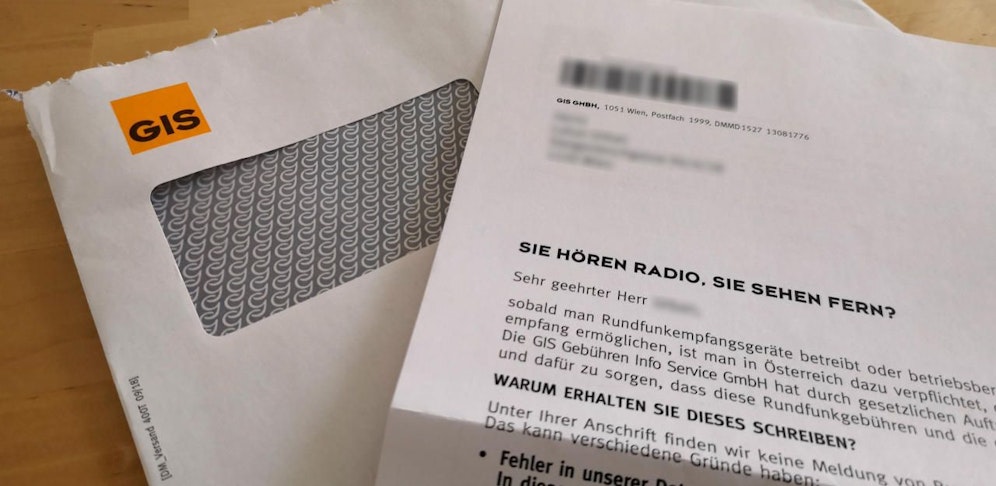 GIS
[DM_Versand 400T 09/18]
GIS GMBH, 1051 Wien, Postfach 1999, DMMD1527 13081776
SIE HÖREN RADIO, SIE SEHEN FERN?
Sehr geehrter Herr
sobald man Rundfunkempfangsgeräte betreibt oder betriebsber
empfang ermöglichen, ist man in Österreich dazu verpflichtet,
Die GIS Gebühren Info Service GmbH hat durch gesetzlichen Auft
und dafür zu sorgen, dass diese Rundfunkgebühren und die
WARUM ERHALTEN SIE DIESES SCHREIBEN?
Unter Ihrer Anschrift finden wir keine Meldung von
Das kann verschiedene Gründe haben:
• Fehler in unserer
In